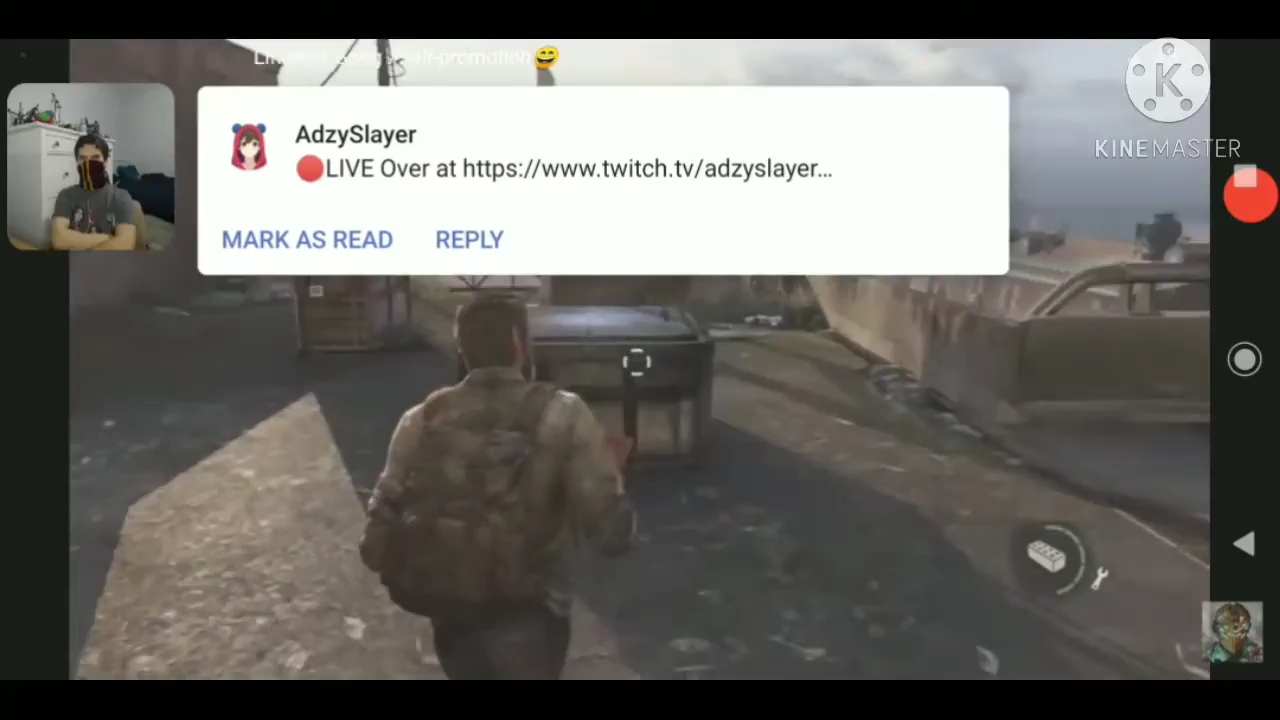 AdzySlayer
🔴LIVE Over at https://www.twitch.tv/adzyslayer...
MARK AS READ REPLY
K
KINEMASTER